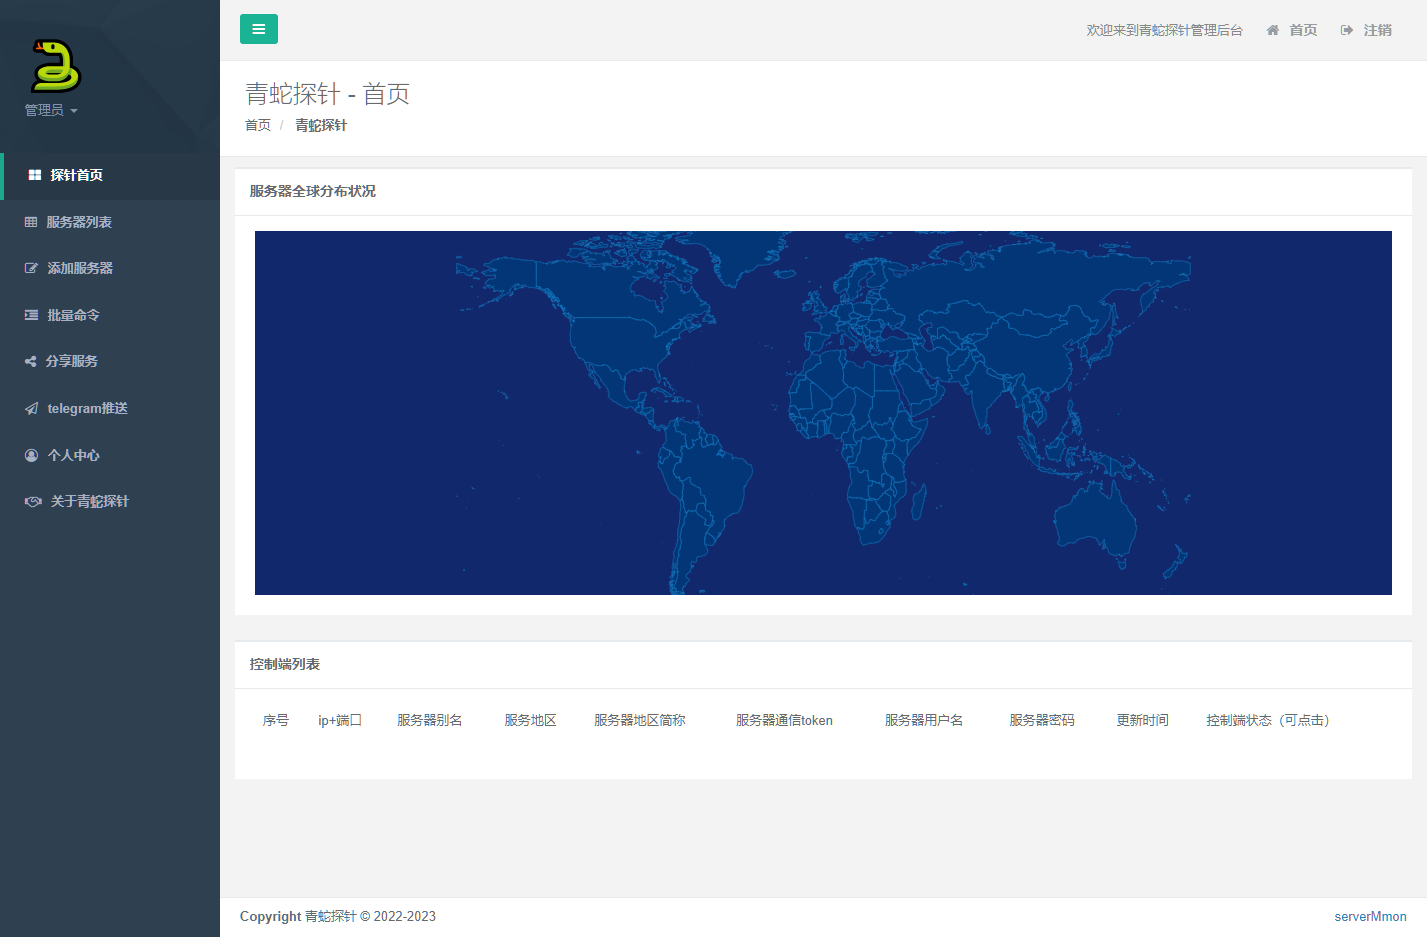 管理员
探针首页
服务器列表
添加服务器
批量命令
分享服务
telegram推送
个人中心
关于青蛇探针
欢迎来到青蛇探针管理后台 首页 注销
青蛇探针 - 首页
首页 / 青蛇探针
服务器全球分布状况
控制端列表
序号 ip+端口 服务器别名 服务地区 服务器地区简称 服务器通信token 服务器用户名 服务器密码 更新时间 控制端状态（可点击）
Copyright 青蛇探针 © 2022-2023
serverMmon